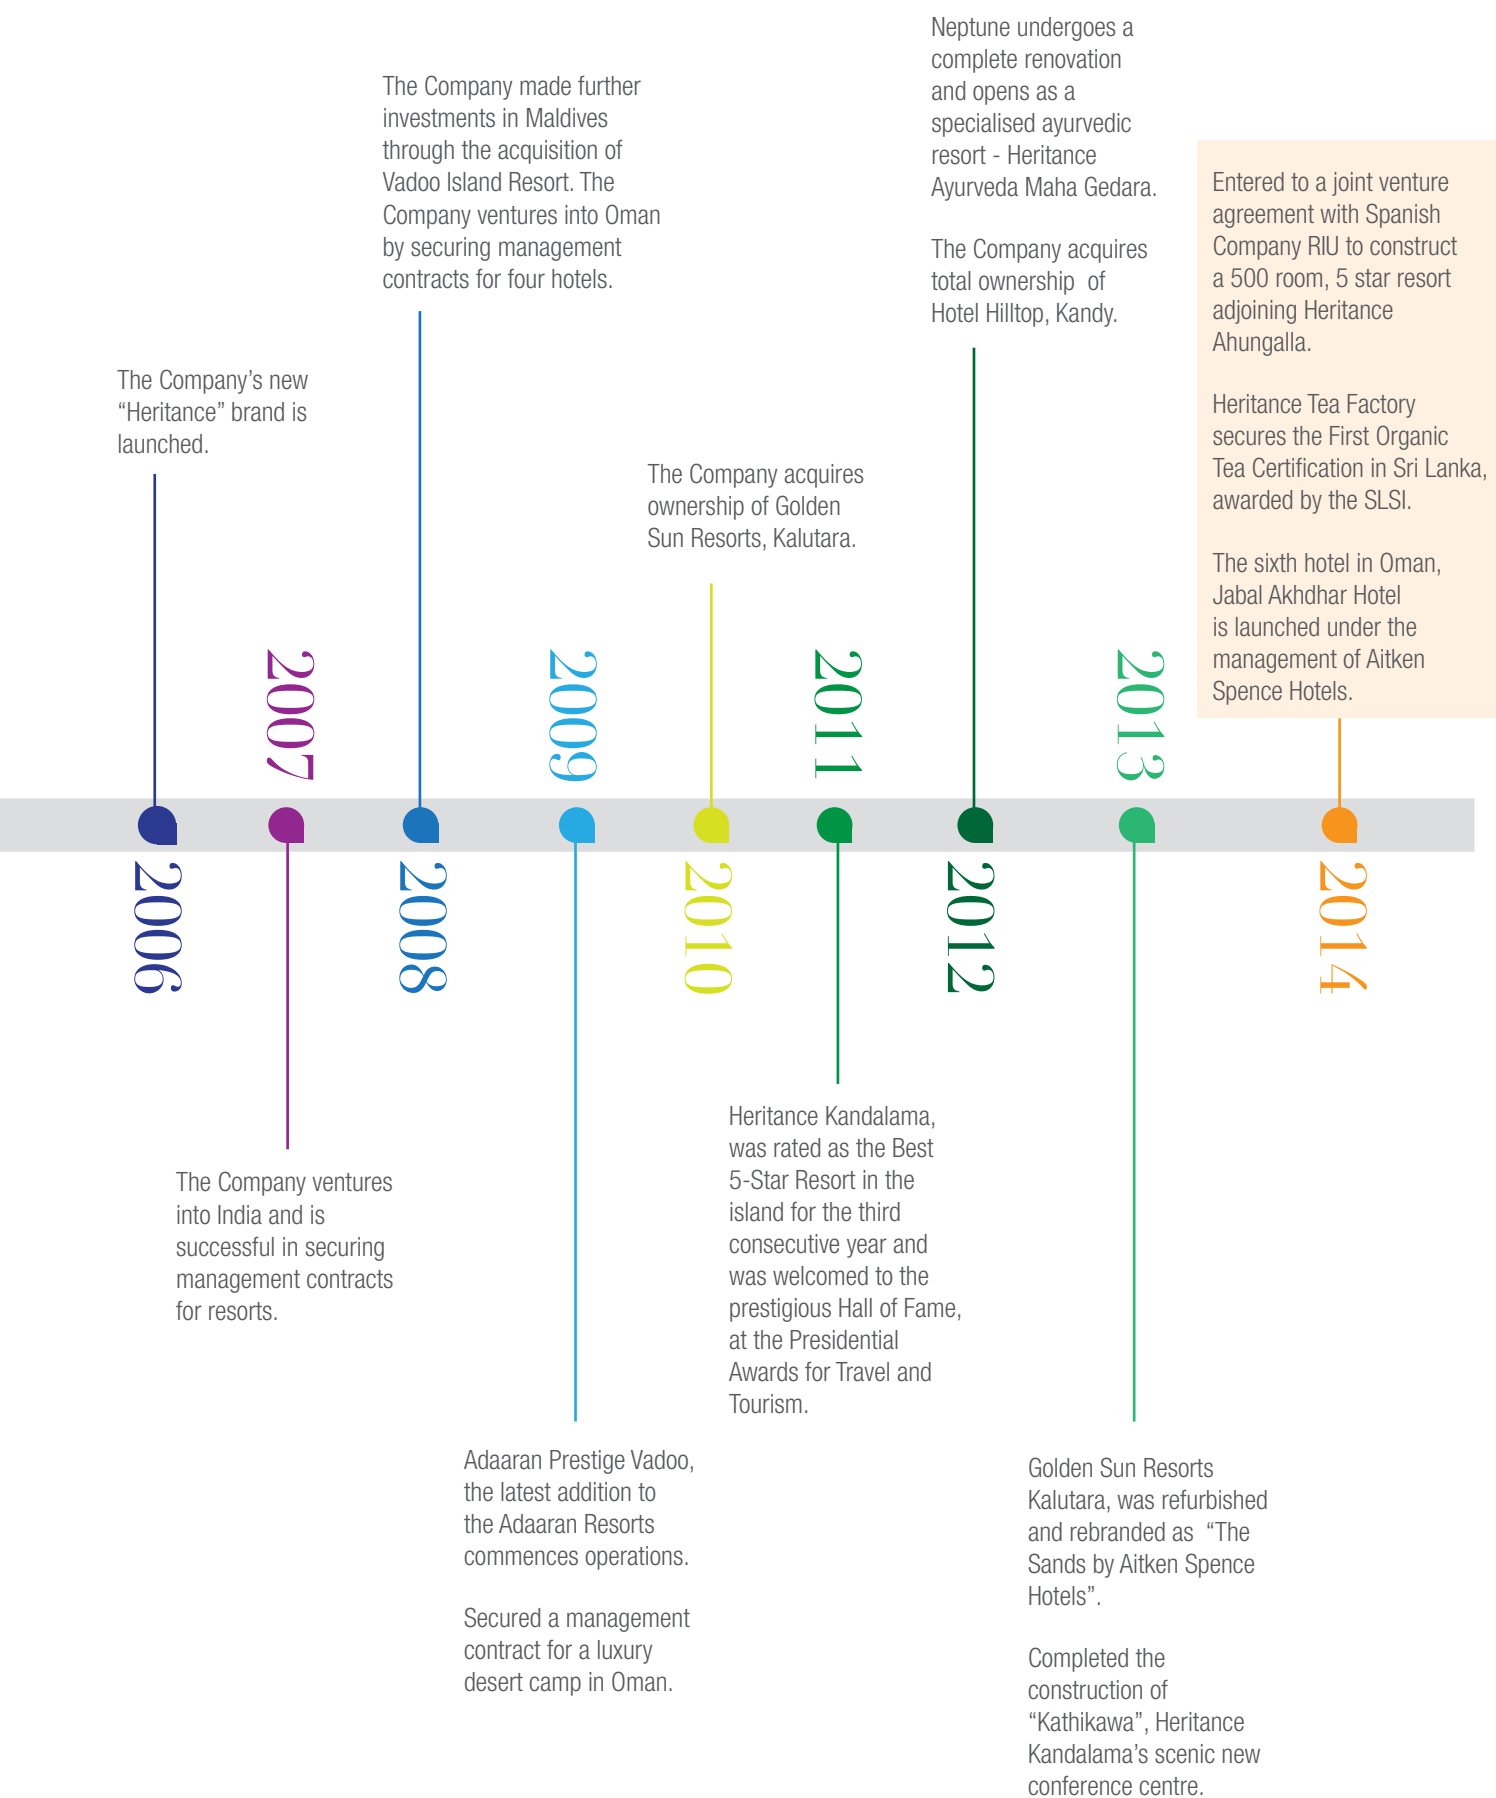 The Company’s new
“Heritance” brand is
launched.
2006
2007
The Company ventures
into India and is
successful in securing
management contracts
for resorts.
The Company made further
investments in Maldives
through the acquisition of
Vadoo Island Resort. The
Company ventures into Oman
by securing management
contracts for four hotels.
2008
2009
Adaaran Prestige Vadoo,
the latest addition to
the Adaaran Resorts
commences operations.
Secured a management
contract for a luxury
desert camp in Oman.
The Company acquires
ownership of Golden
Sun Resorts, Kalutara.
2010
2011
Heritance Kandalama,
was rated as the Best
5-Star Resort in the
island for the third
consecutive year and
was welcomed to the
prestigious Hall of Fame,
at the Presidential
Awards for Travel and
Tourism.
Neptune undergoes a
complete renovation
and opens as a
specialised ayurvedic
resort - Heritance
Ayurveda Maha Gedara.
The Company acquires
total ownership of
Hotel Hilltop, Kandy.
2012
2013
Golden Sun Resorts
Kalutara, was refurbished
and rebranded as “The
Sands by Aitken Spence
Hotels”.
Completed the
construction of
“Kathikawa”, Heritance
Kandalama’s scenic new
conference centre.
Entered to a joint venture
agreement with Spanish
Company RIU to construct
a 500 room, 5 star resort
adjoining Heritance
Ahungalla.
Heritance Tea Factory
secures the First Organic
Tea Certification in Sri Lanka,
awarded by the SLSI.
The sixth hotel in Oman,
Jabal Akhdhar Hotel
is launched under the
management of Aitken
Spence Hotels.
2014